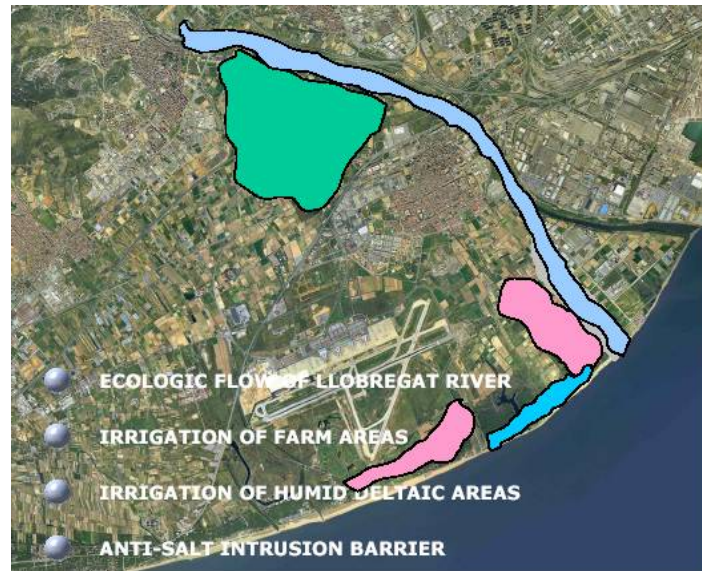 ECOLOGIC FLOW OF LLOBREGAT RIVER
IRRIGATION OF FARM AREAS
IRRIGATION OF HUMID DELTAIC AREAS
ANTI-SALT INTRUSION BARRIER